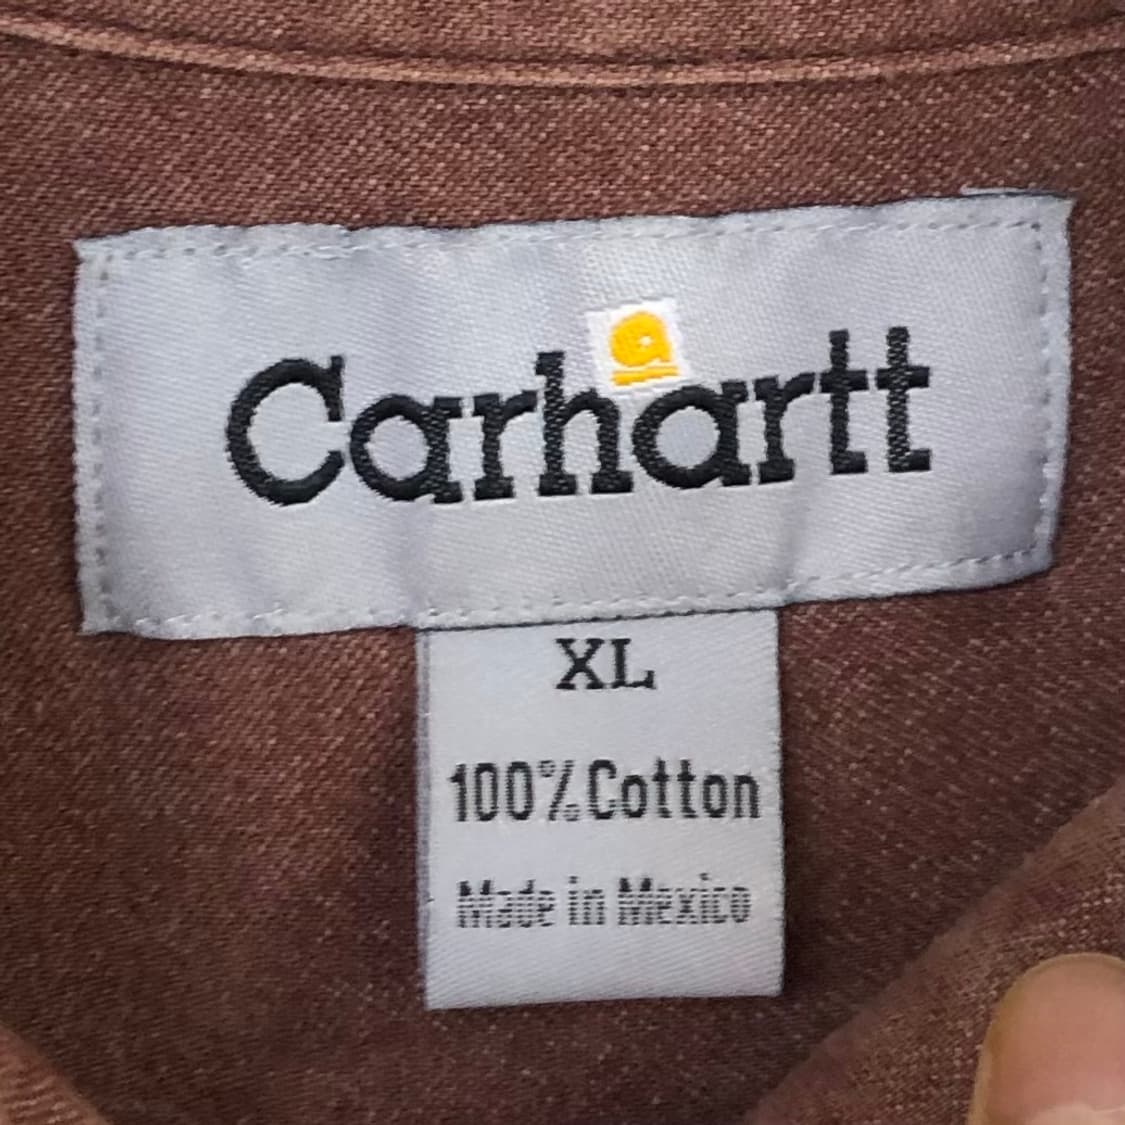 Carhartt
XL
100% Cotton
Made in Mexico